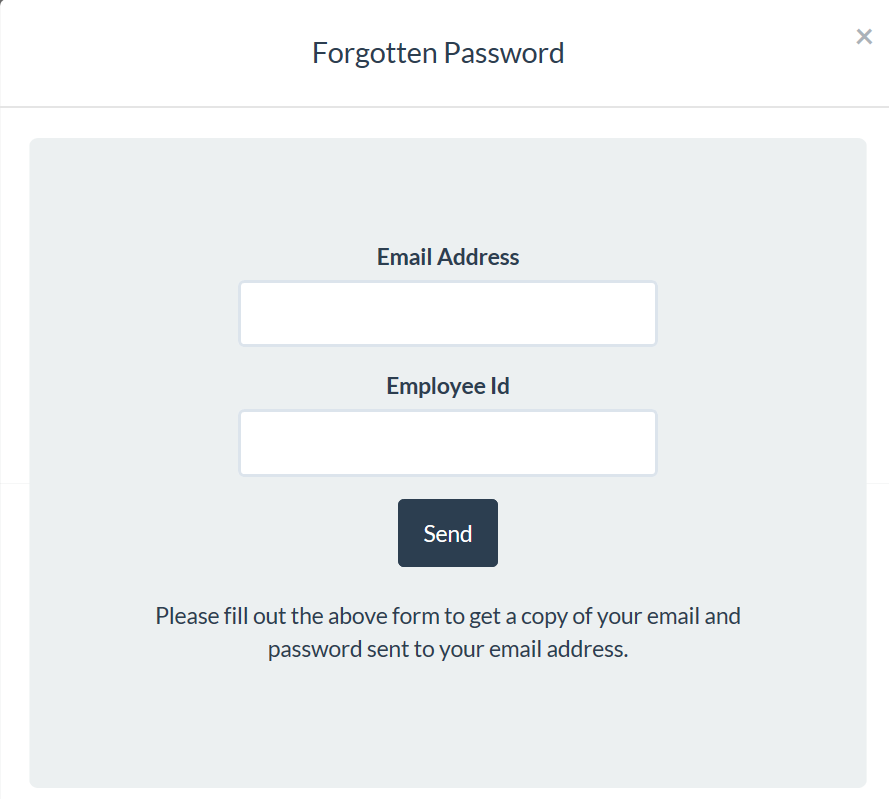 Forgotten Password
×
Email Address
Employee Id
Send
Please fill out the above form to get a copy of your email and
password sent to your email address.